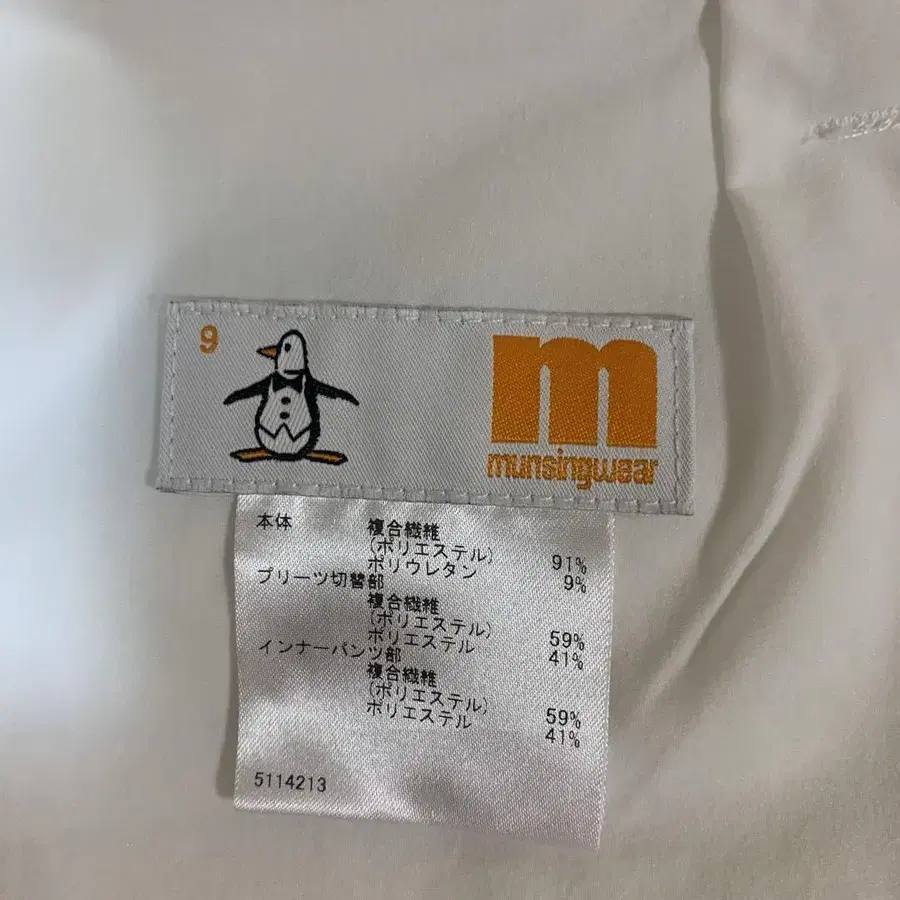 9
m
munsingwear
本体 複合繊維
(ポリエステル) 91%
ポリウレタン 9%
プリーツ切替部
複合繊維
(ポリエステル) 59%
ポリエステル 41%
インナーパンツ部
複合繊維
(ポリエステル) 59%
ポリエステル 41%
5114213